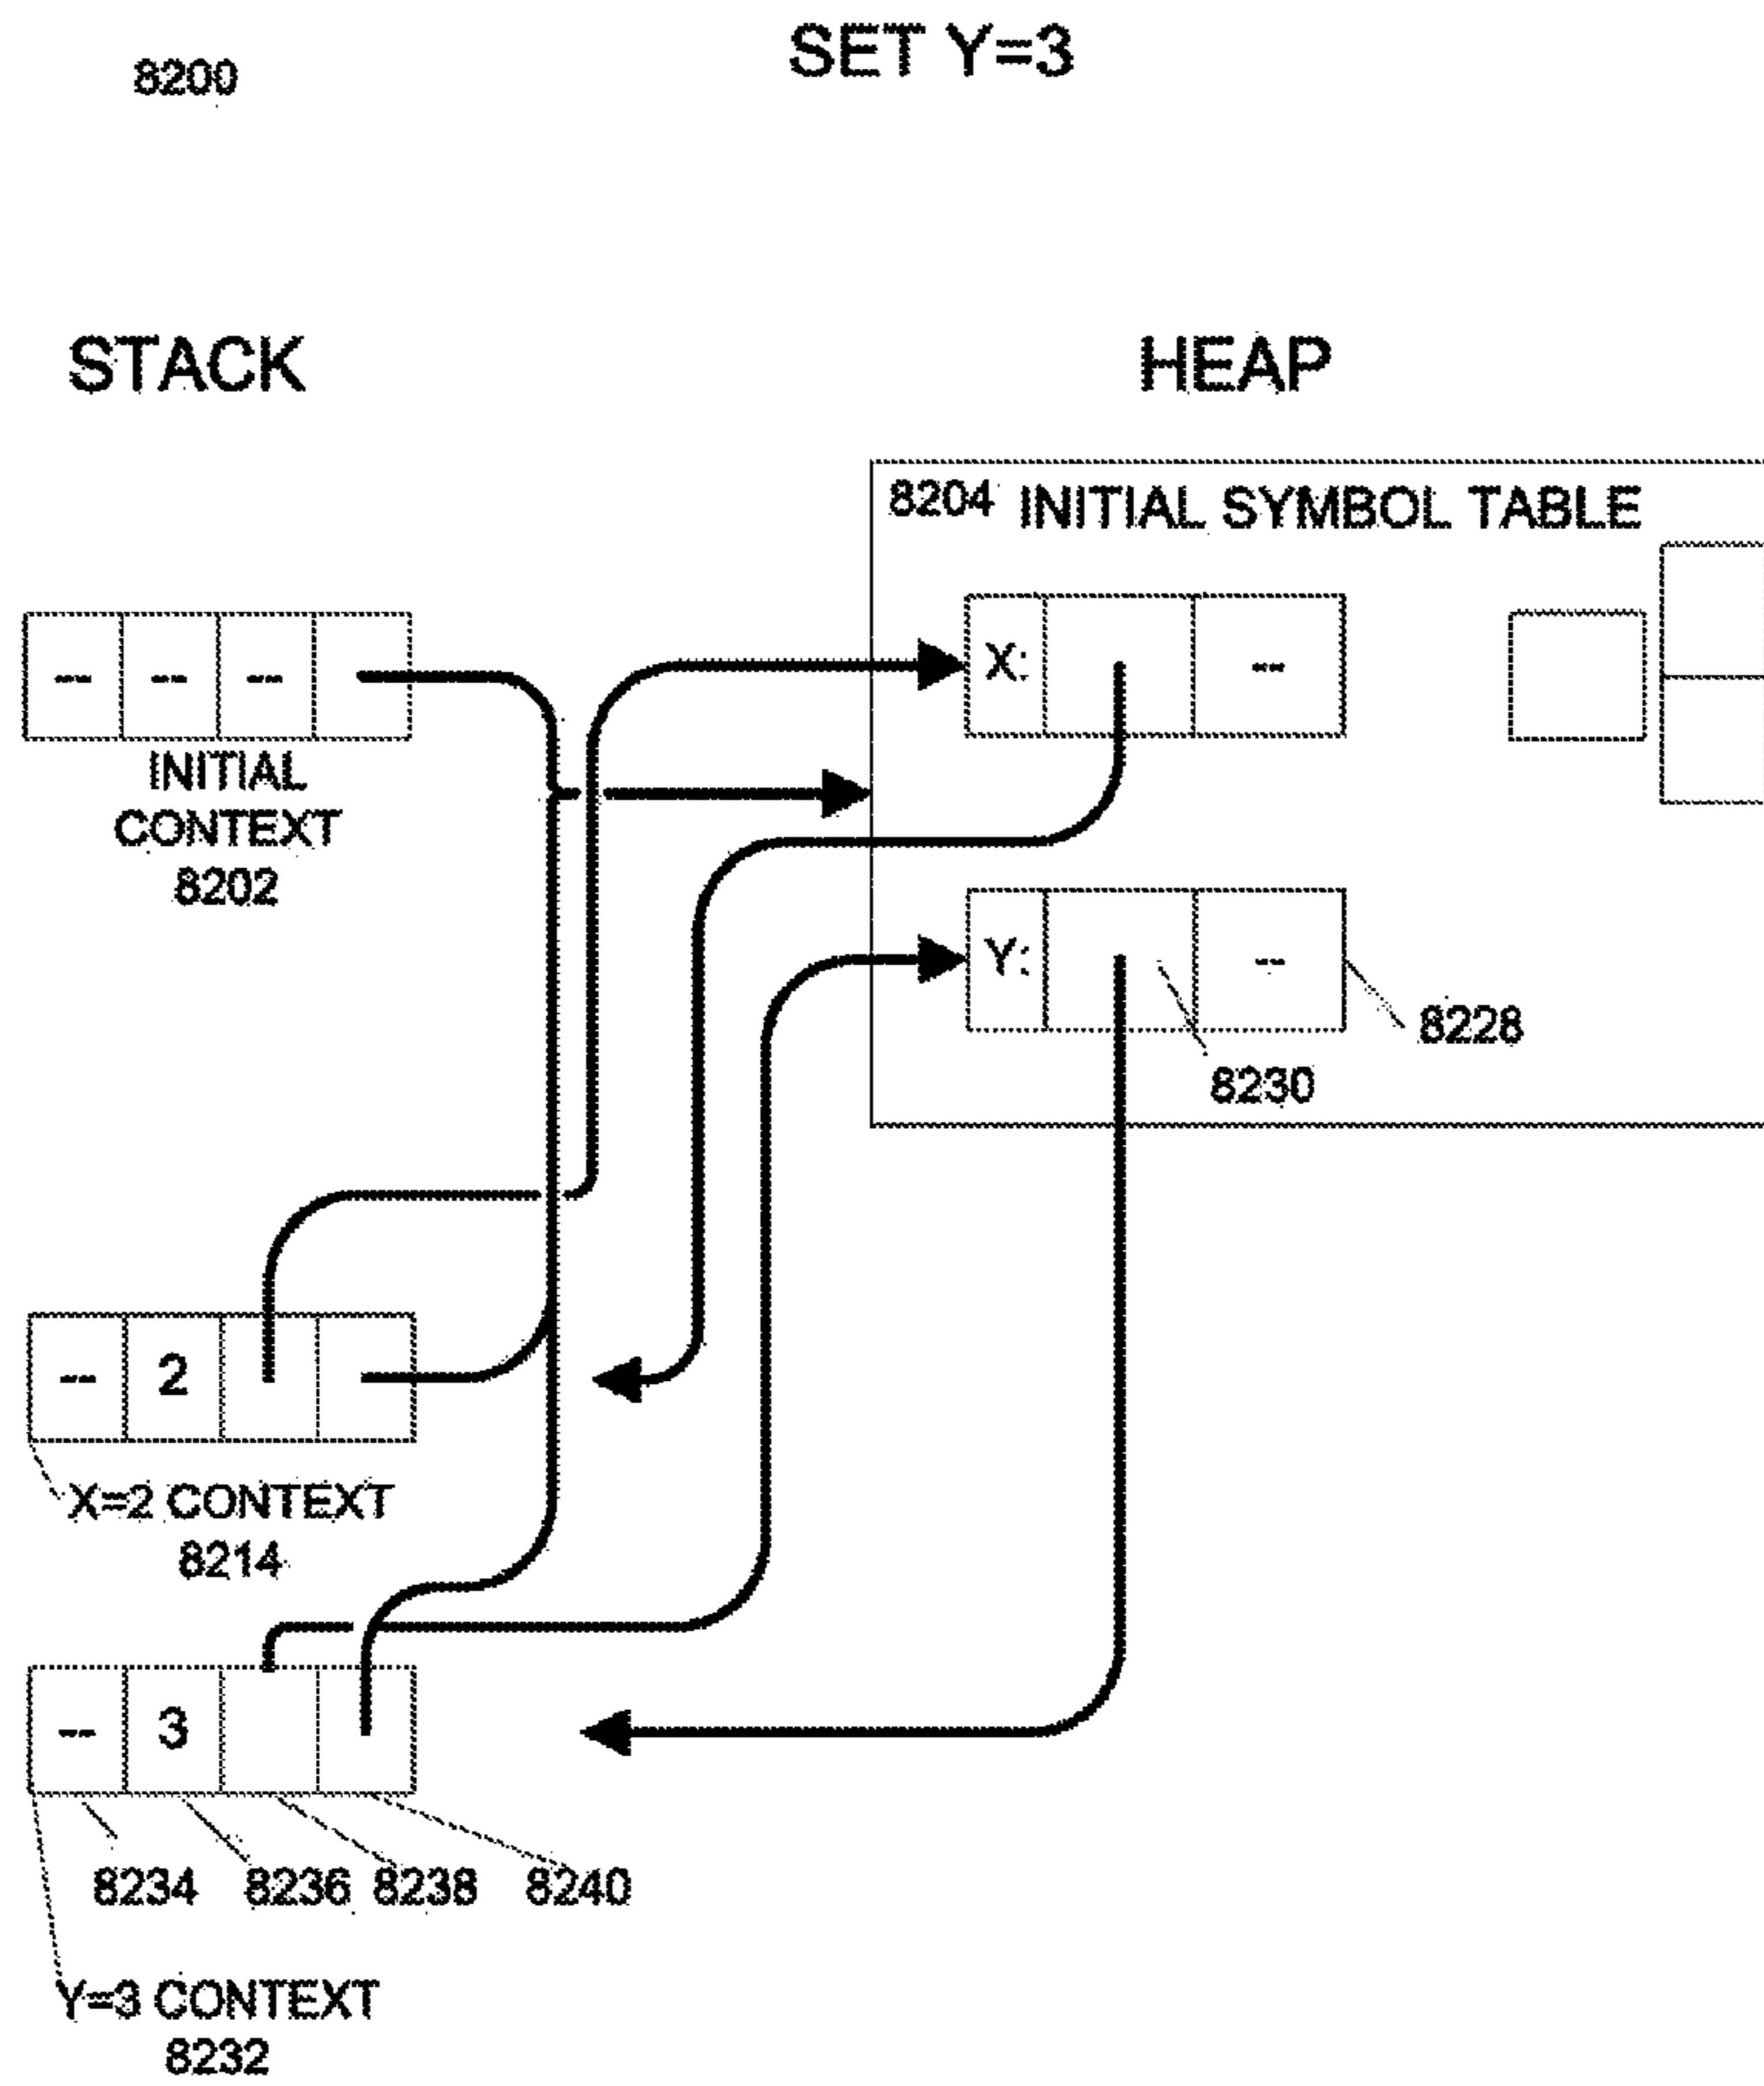 8200
SET Y=3
STACK
HEAP
8204 INITIAL SYMBOL TABLE
-- -- --
X: --
INITIAL
CONTEXT
8202
Y: --
8228
8230
-- 2
X=2 CONTEXT
8214
-- 3
8234 8236 8238 8240
Y=3 CONTEXT
8232